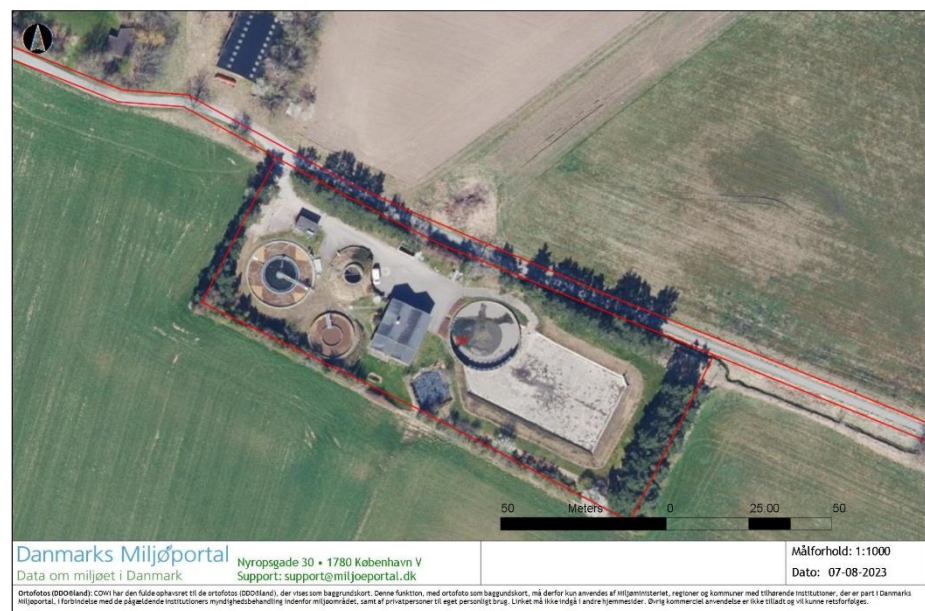 50 Meters 0 25.00 50
Danmarks Miljøportal
Data om miljøet i Danmark
Nyropsgade 30 • 1780 København V
Support: support@miljoeportal.dk
Målforhold: 1:1000
Dato: 07-08-2023
Ortofotos (DDO®land): COWI har den fulde ophavsret til de ortofotos (DDO®land), der vises som baggrundskort. Denne funktion, med ortofoto som baggrundskort, må derfor kun anvendes af Miljøministeriet, regioner og kommuner med tilhørende institutioner, der er part i Danmarks
Miljøportal, i forbindelse med de pågældende institutioners myndighedsbehandling indenfor miljøområdet, samt af privatpersoner til eget personligt brug. Linket må ikke indgå i andre hjemmesider. Øvrig kommerciel anvendelse er ikke tilladt og vil kunne retsforfølges.